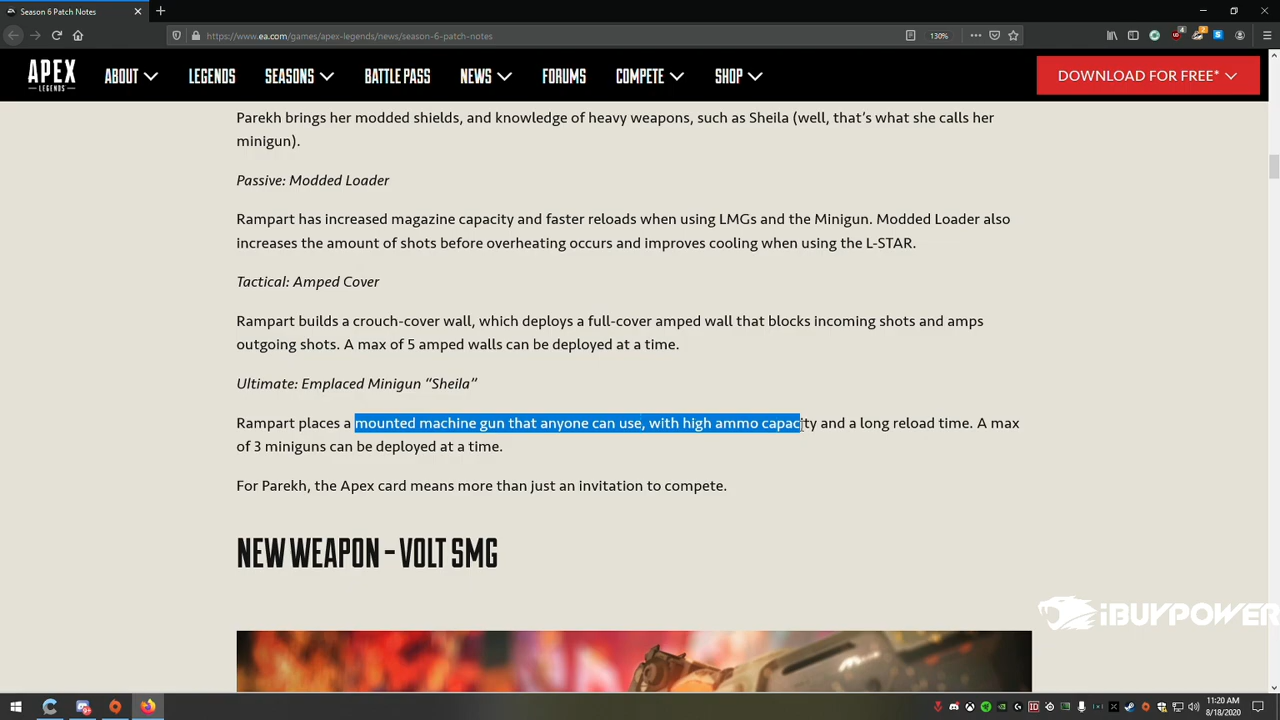 Season 6 Patch Notes
https://www.ea.com/games/apex-legends/news/season-6-patch-notes
130%
APEX
LEGENDS
ABOUT
LEGENDS
SEASONS
BATTLE PASS
NEWS
FORUMS
COMPETE
SHOP
DOWNLOAD FOR FREE*
Parekh brings her modded shields, and knowledge of heavy weapons, such as Sheila (well, that’s what she calls her
minigun).
Passive: Modded Loader
Rampart has increased magazine capacity and faster reloads when using LMGs and the Minigun. Modded Loader also
increases the amount of shots before overheating occurs and improves cooling when using the L-STAR.
Tactical: Amped Cover
Rampart builds a crouch-cover wall, which deploys a full-cover amped wall that blocks incoming shots and amps
outgoing shots. A max of 5 amped walls can be deployed at a time.
Ultimate: Emplaced Minigun “Sheila”
Rampart places a mounted machine gun that anyone can use, with high ammo capacity and a long reload time. A max
of 3 miniguns can be deployed at a time.
For Parekh, the Apex card means more than just an invitation to compete.
NEW WEAPON – VOLT SMG
iBUYPOWER
11:20 AM
8/18/2020